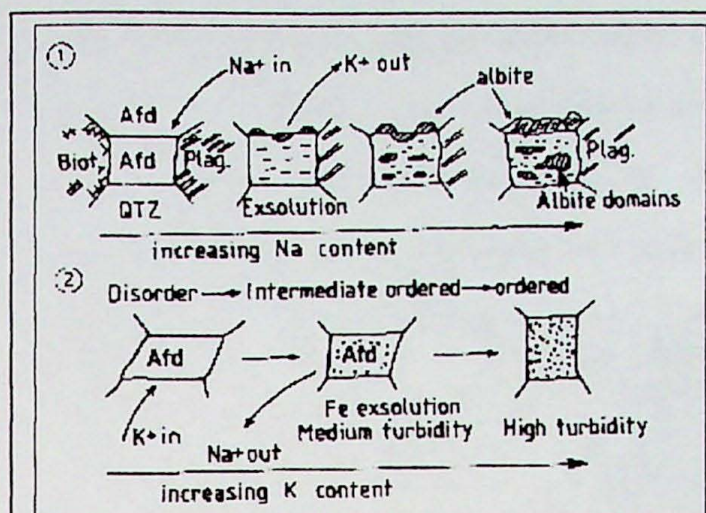 1
Na+ in
K+ out
albite
Afd
Biot.
Afd
Plag.
Plag.
QTZ
Exsolution
Albite domains
increasing Na content
2
Disorder → Intermediate ordered → ordered
Afd
Afd
Fe exsolution
K+ in
Medium turbidity
High turbidity
Na+ out
increasing K content